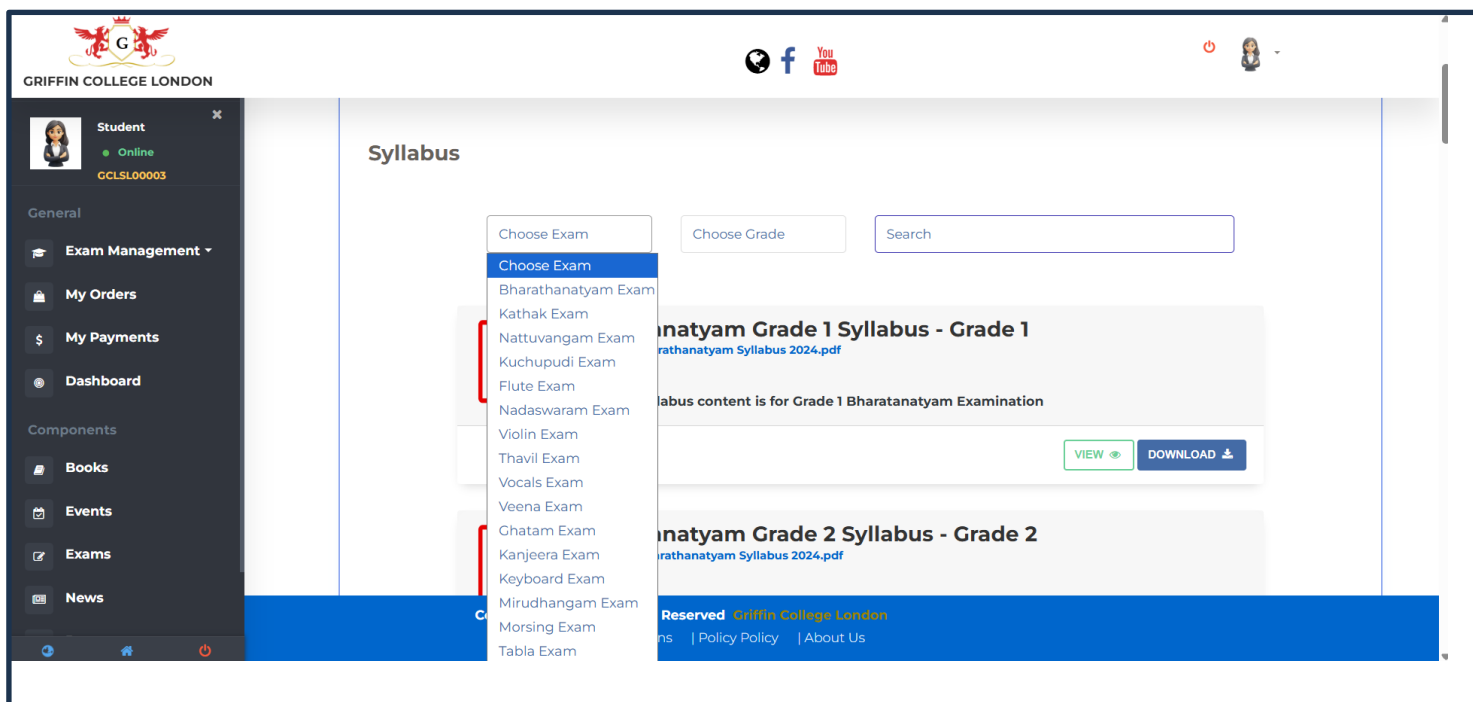 G
GRIFFIN COLLEGE LONDON
You
Tube
Student
Online
GCLSL00003
General
Exam Management
My Orders
$ My Payments
Dashboard
Components
Books
Events
Exams
News
Syllabus
Choose Exam
Choose Grade
Search
Choose Exam
Bharathanatyam Exam
Kathak Exam
Nattuvangam Exam
Kuchupudi Exam
Flute Exam
Nadaswaram Exam
Violin Exam
Thavil Exam
Vocals Exam
Veena Exam
Ghatam Exam
Kanjeera Exam
Keyboard Exam
Mirudhangam Exam
Morsing Exam
Tabla Exam
natyam Grade 1 Syllabus - Grade 1
rathanatyam Syllabus 2024.pdf
labus content is for Grade 1 Bharatanatyam Examination
VIEW
DOWNLOAD
anatyam Grade 2 Syllabus - Grade 2
arathanatyam Syllabus 2024.pdf
Reserved Griffin College London
ns | Policy Policy | About Us